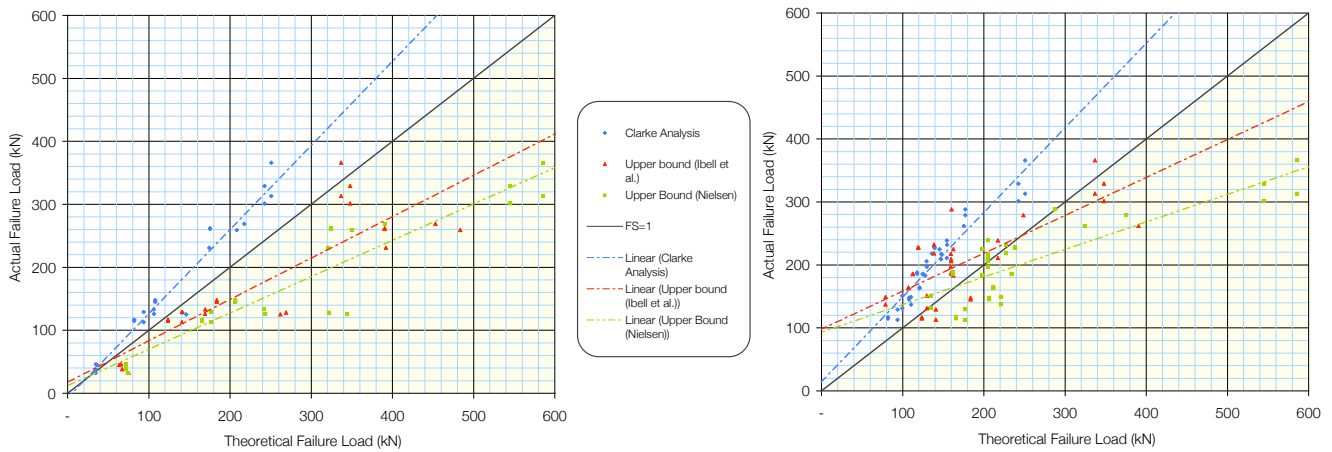 600
500
400
300
200
100
0
-
100
200
300
400
500
600
Actual Failure Load (kN)
Theoretical Failure Load (kN)
Clarke Analysis
Upper bound (Ibell et
al.)
Upper Bound (Nielsen)
FS=1
Linear (Clarke
Analysis)
Linear (Upper bound
(Ibell et al.))
Linear (Upper Bound
(Nielsen))
600
500
400
300
200
100
0
-
100
200
300
400
500
600
Actual Failure Load (kN)
Theoretical Failure Load (kN)